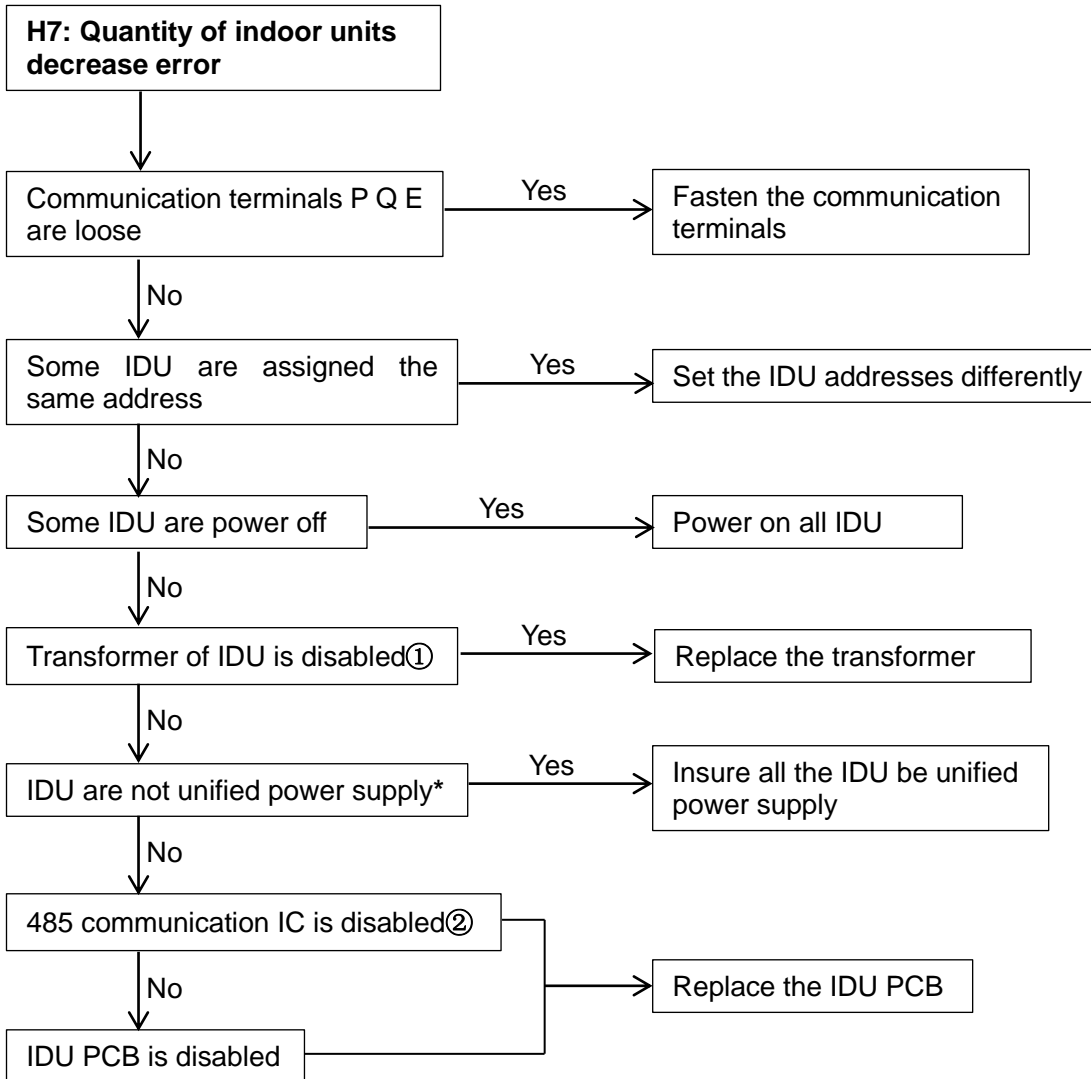 H7: Quantity of indoor units
decrease error
Communication terminals P Q E
are loose
Yes
Fasten the communication
terminals
No
Some IDU are assigned the
same address
Yes
Set the IDU addresses differently
No
Some IDU are power off
Yes
Power on all IDU
No
Transformer of IDU is disabled①
Yes
Replace the transformer
No
IDU are not unified power supply*
Yes
Insure all the IDU be unified
power supply
No
485 communication IC is disabled②
No
Replace the IDU PCB
IDU PCB is disabled